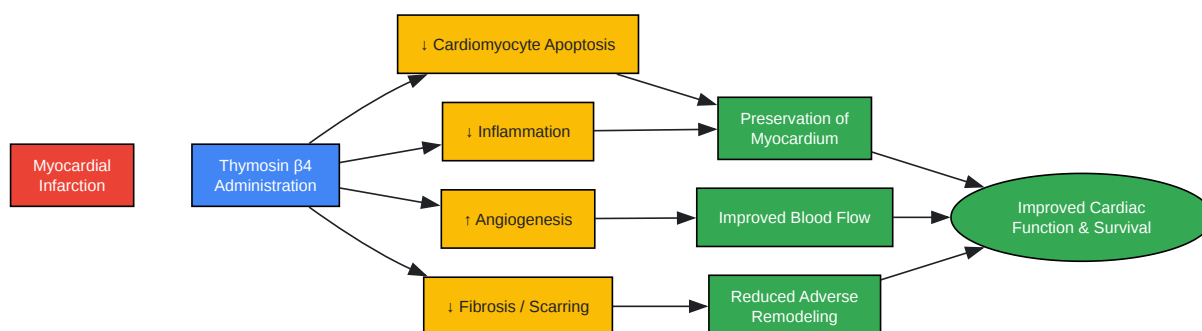 Myocardial
Infarction
Thymosin β4
Administration
↓ Cardiomyocyte Apoptosis
↓ Inflammation
↑ Angiogenesis
↓ Fibrosis / Scarring
Preservation of
Myocardium
Improved Blood Flow
Reduced Adverse
Remodeling
Improved Cardiac
Function & Survival